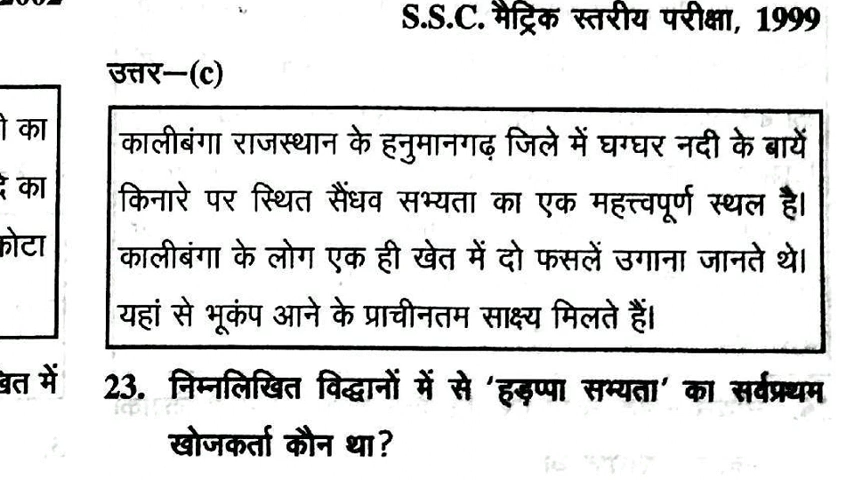 S.S.C. मैट्रिक स्तरीय परीक्षा, 1999
उत्तर–(c)
कालीबंगा राजस्थान के हनुमानगढ़ जिले में घग्घर नदी के बायें
किनारे पर स्थित सैंधव सभ्यता का एक महत्त्वपूर्ण स्थल है।
कालीबंगा के लोग एक ही खेत में दो फसलें उगाना जानते थे।
यहां से भूकंप आने के प्राचीनतम साक्ष्य मिलते हैं।
23. निम्नलिखित विद्वानों में से 'हड़प्पा सभ्यता' का सर्वप्रथम
खोजकर्ता कौन था?
का
का
कोटा
में